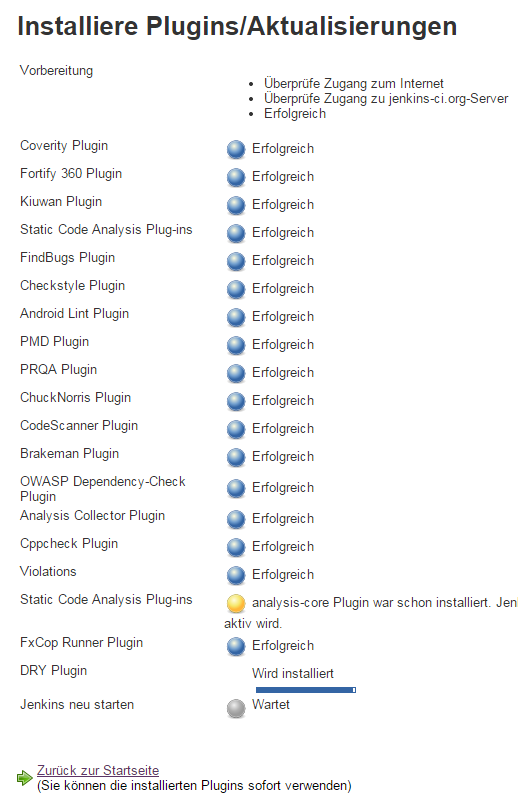 Installiere Plugins/Aktualisierungen
Vorbereitung
Überprüfe Zugang zum Internet
Überprüfe Zugang zu jenkins-ci.org-Server
Erfolgreich
Coverity Plugin Erfolgreich
Fortify 360 Plugin Erfolgreich
Kiuwan Plugin Erfolgreich
Static Code Analysis Plug-ins Erfolgreich
FindBugs Plugin Erfolgreich
Checkstyle Plugin Erfolgreich
Android Lint Plugin Erfolgreich
PMD Plugin Erfolgreich
PRQA Plugin Erfolgreich
ChuckNorris Plugin Erfolgreich
CodeScanner Plugin Erfolgreich
Brakeman Plugin Erfolgreich
OWASP Dependency-Check Erfolgreich
Plugin
Analysis Collector Plugin Erfolgreich
Cppcheck Plugin Erfolgreich
Violations Erfolgreich
Static Code Analysis Plug-ins analysis-core Plugin war schon installiert. Jen
aktiv wird.
FxCop Runner Plugin Erfolgreich
DRY Plugin Wird installiert
Jenkins neu starten Wartet
Zurück zur Startseite
(Sie können die installierten Plugins sofort verwenden)